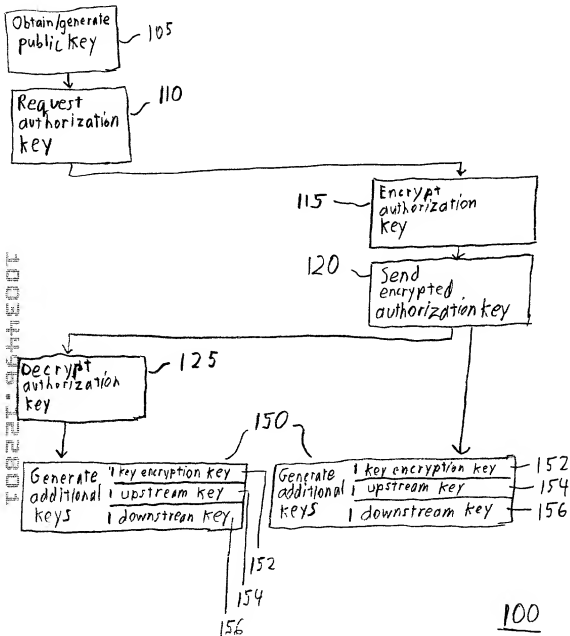 Obtain/generate
public key
105
Request
authorization
key
110
115
Encrypt
authorization
key
120
Send
encrypted
authorization key
Decrypt
authorization
key
125
150
Generate
additional
keys
1 key encryption key
1 upstream key
1 downstream key
152
154
156
Generate
additional
keys
1 key encryption key
1 upstream key
1 downstream key
152
154
156
100